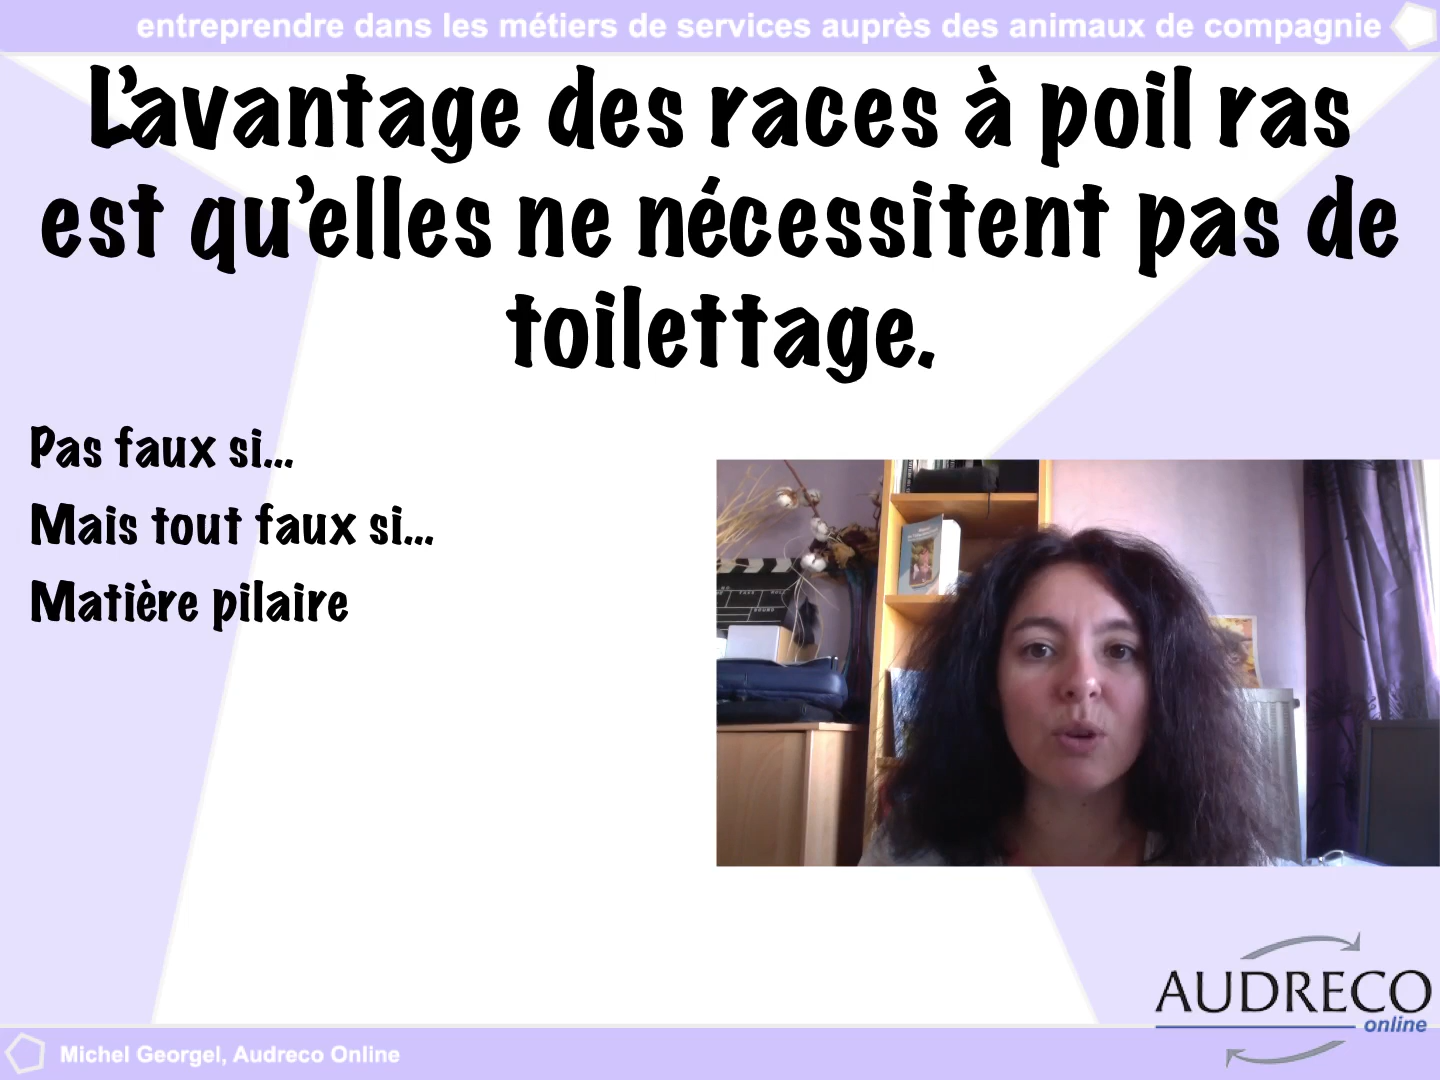 entreprendre dans les métiers de services auprès des animaux de compagnie
L'avantage des races à poil ras
est qu'elles ne nécessitent pas de
toilettage.
Pas faux si...
Mais tout faux si...
Matière pilaire
AUDRECO
online
Michel Georgel, Audreco Online